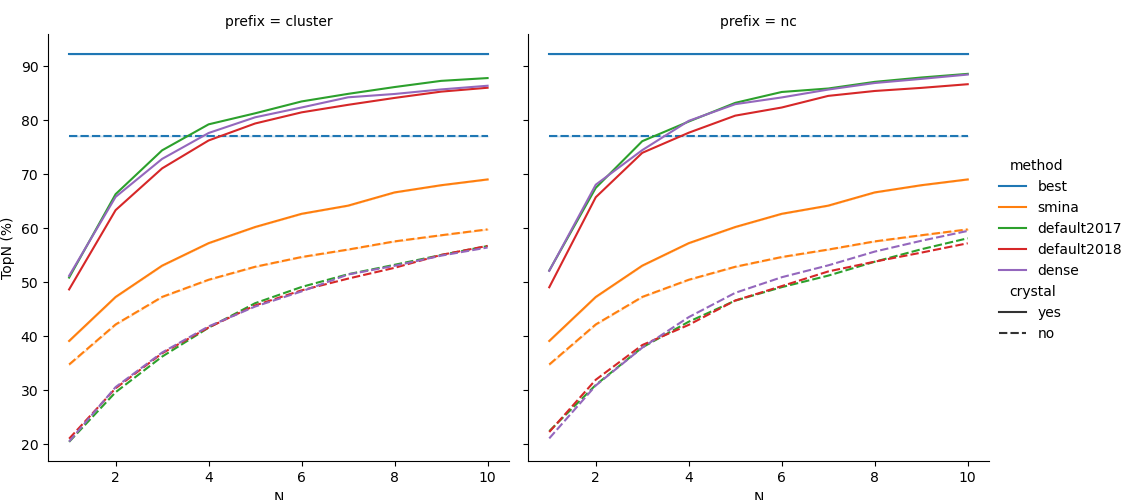 prefix = cluster
prefix = nc
TopN (%)
90
80
70
60
50
40
30
20
2 4 6 8 10
2 4 6 8 10
N
N
method
best
smina
default2017
default2018
dense
crystal
yes
no